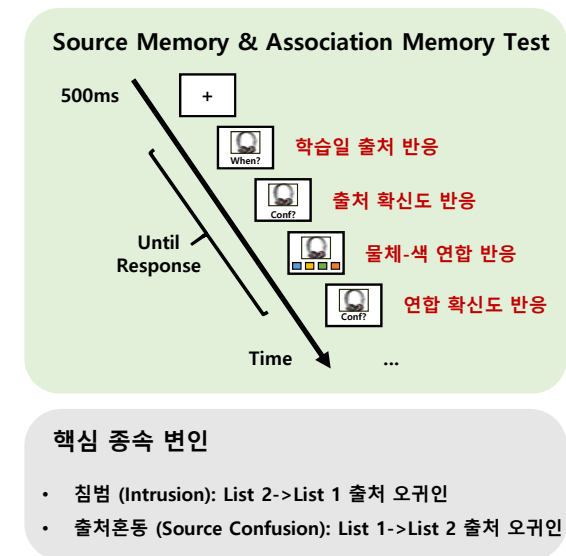 Source Memory & Association Memory Test
500ms
+
When?
학습일 출처 반응
Conf?
출처 확신도 반응
Until
Response
물체-색 연합 반응
Conf?
연합 확신도 반응
Time
...
핵심 종속 변인
• 침범 (Intrusion): List 2->List 1 출처 오귀인
• 출처혼동 (Source Confusion): List 1->List 2 출처 오귀인